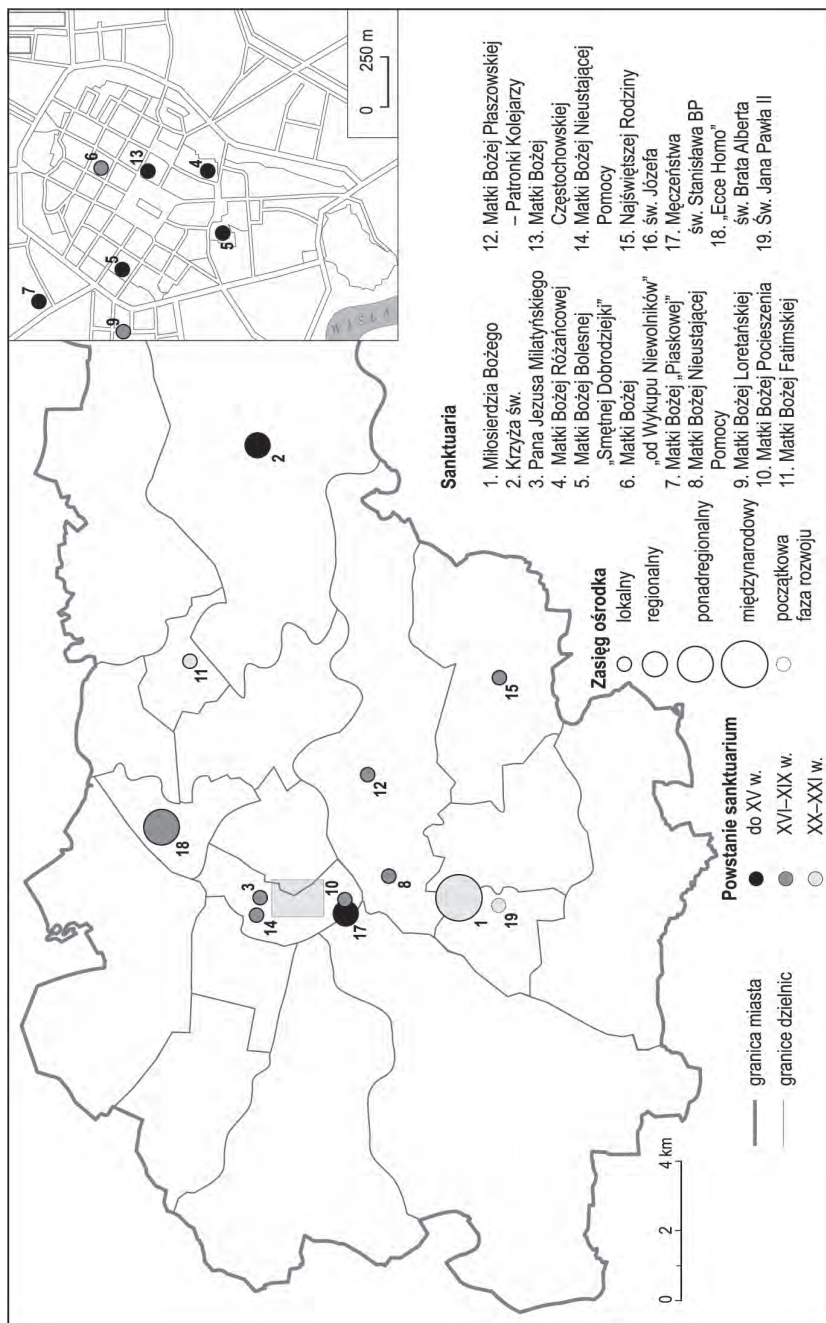 7
9
5
6
13
5
4
WISŁA
0 250 m
18
11
2
14
3
10
17
8
12
1
19
15
0 2 4 km
granica miasta
granice dzielnic
Powstanie sanktuarium
do XV w.
XVI–XIX w.
XX–XXI w.
Zasięg ośrodka
lokalny
regionalny
ponadregionalny
międzynarodowy
początkowa
faza rozwoju
Sanktuaria
1. Miłosierdzia Bożego
2. Krzyża św.
3. Pana Jezusa Milatyńskiego
4. Matki Bożej Różańcowej
5. Matki Bożej Bolesnej
„Smętnej Dobrodziejki”
6. Matki Bożej
„od Wykupu Niewolników”
7. Matki Bożej „Piaskowej”
8. Matki Bożej Nieustającej
Pomocy
9. Matki Bożej Loretańskiej
10. Matki Bożej Pocieszenia
11. Matki Bożej Fatimskiej
12. Matki Bożej Płaszowskiej
– Patronki Kolejarzy
13. Matki Bożej
Częstochowskiej
14. Matki Bożej Nieustającej
Pomocy
15. Najświętszej Rodziny
16. św. Józefa
17. Męczeństwa
św. Stanisława BP
18. „Ecce Homo”
św. Brata Alberta
19. Św. Jana Pawła II